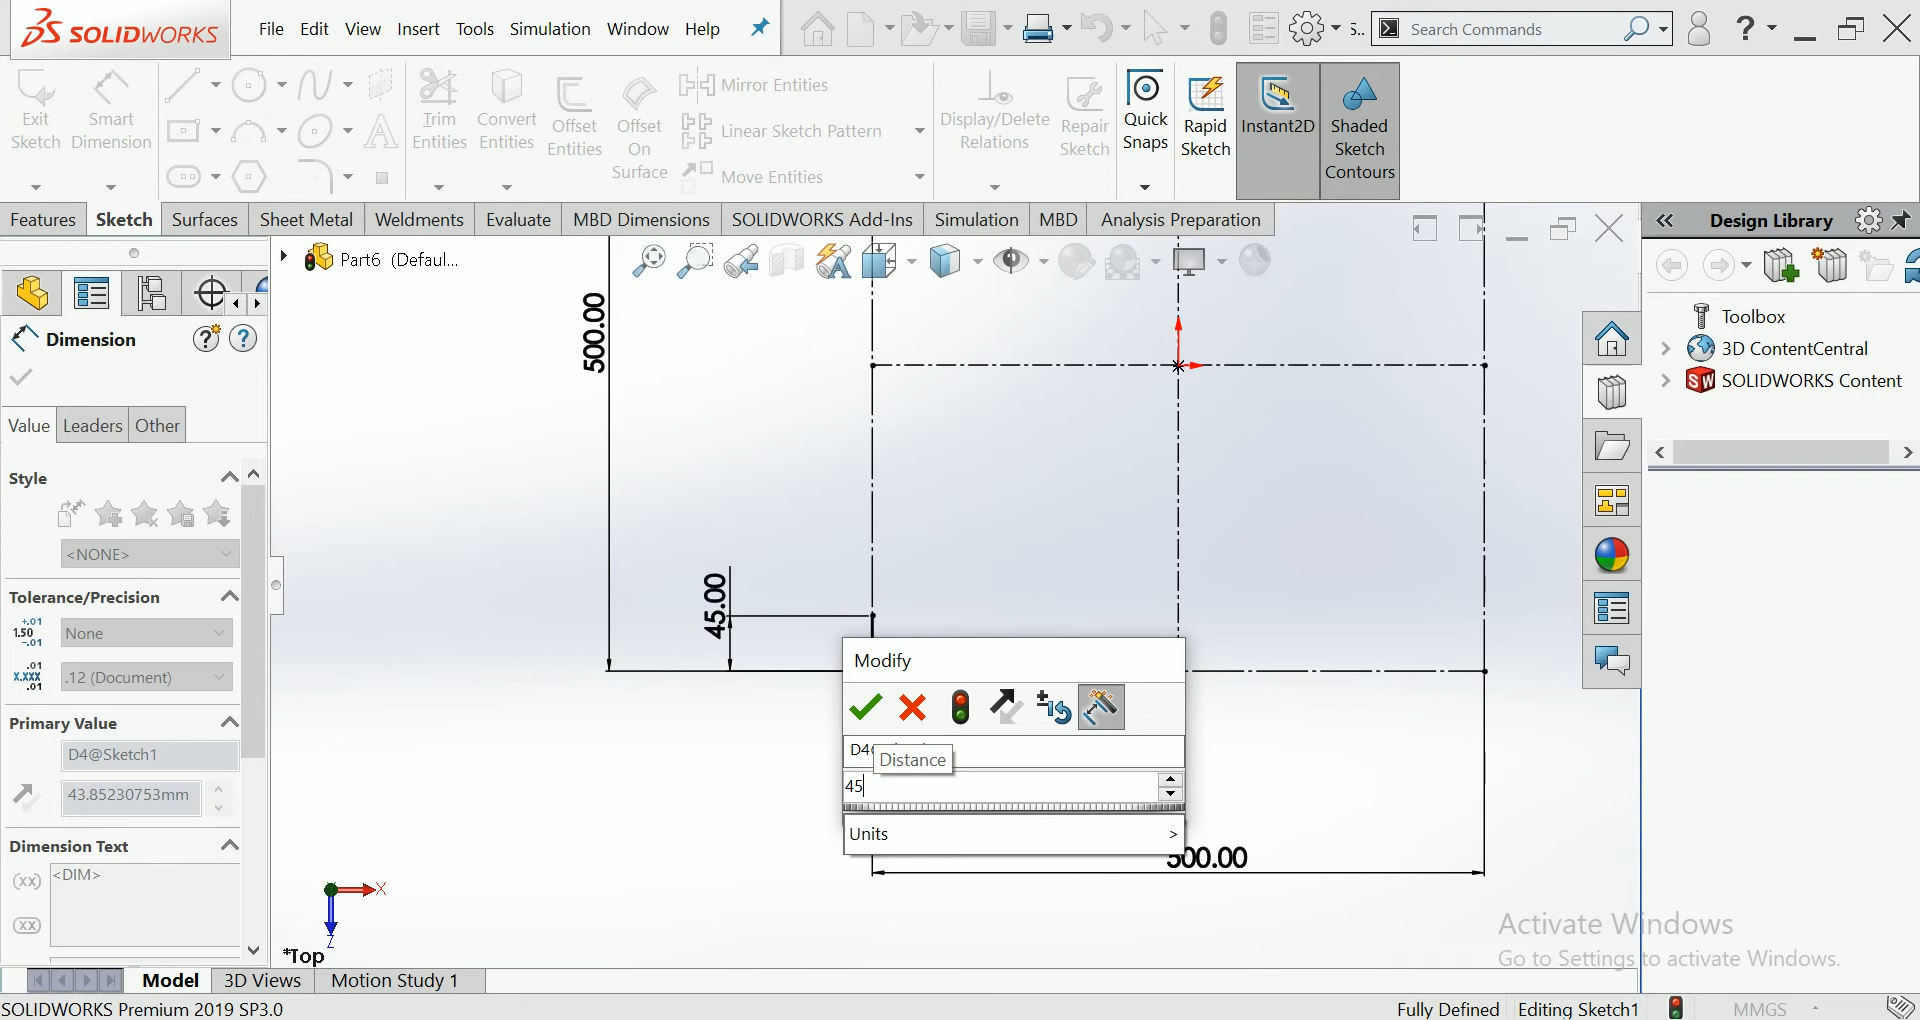 SOLIDWORKS
File Edit View Insert Tools Simulation Window Help
S..
Search Commands
?
Exit Sketch
Smart Dimension
Trim Entities
Convert Entities
Offset Entities
Offset On Surface
Mirror Entities
Linear Sketch Pattern
Move Entities
Display/Delete Relations
Repair Sketch
Quick Snaps
Rapid Sketch
Instant2D
Shaded Sketch Contours
Features Sketch Surfaces Sheet Metal Weldments Evaluate MBD Dimensions SOLIDWORKS Add-Ins Simulation MBD Analysis Preparation
Design Library
Part6 (Defaul...
Toolbox
3D ContentCentral
SOLIDWORKS Content
Dimension
Value Leaders Other
Style
<NONE>
Tolerance/Precision
None
.12 (Document)
Primary Value
D4@Sketch1
43.85230753mm
Dimension Text
<DIM>
(xx)
(xx)
500.00
45.00
Modify
D4
Distance
45
Units >
500.00
X
Z
*Top
Activate Windows
Go to Settings to activate Windows.
Model 3D Views Motion Study 1
SOLIDWORKS Premium 2019 SP3.0
Fully Defined Editing Sketch1 MMGS